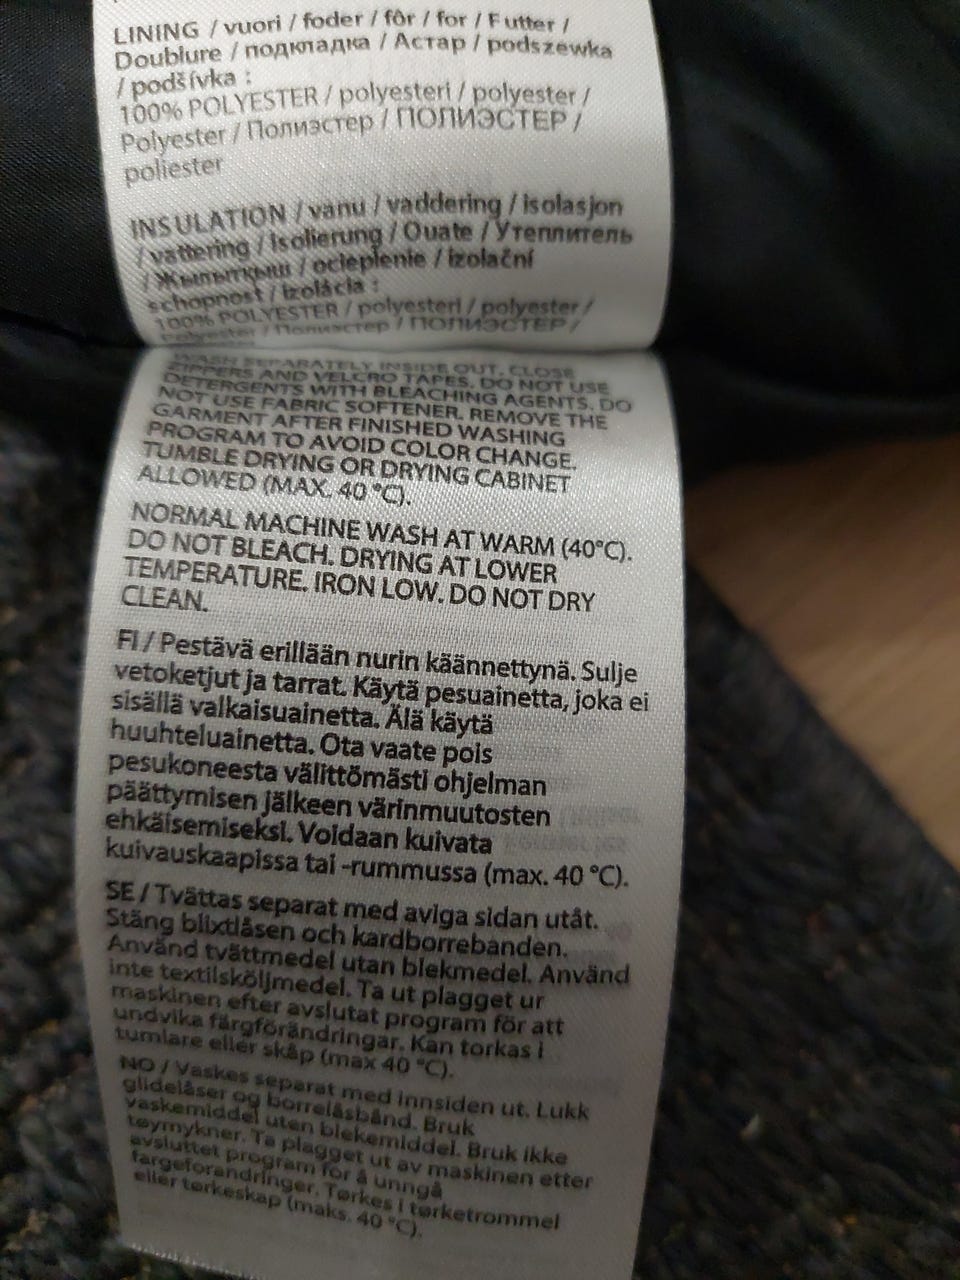 LINING / vuori / foder / fôr / for / Futter /
Doublure / подкладка / Астар / podszewka
/ podšívka :
100% POLYESTER / polyesteri / polyester /
Polyester / Полиэстер / ПОЛИЭСТЕР /
poliester
INSULATION / vanu / vaddering / isolasjon
/ vattering / Isolierung / Ouate / Утеплитель
/ Жылыткыш / ocieplenie / izolační
schopnost / Izolácia :
100% POLYESTER / polyesteri / polyester /
Polyester / Полиэстер / ПОЛИЭСТЕР /
WASH SEPARATELY INSIDE OUT. CLOSE
ZIPPERS AND VELCRO TAPES. DO NOT USE
DETERGENTS WITH BLEACHING AGENTS. DO
NOT USE FABRIC SOFTENER. REMOVE THE
GARMENT AFTER FINISHED WASHING
PROGRAM TO AVOID COLOR CHANGE.
TUMBLE DRYING OR DRYING CABINET
ALLOWED (MAX. 40 °C).
NORMAL MACHINE WASH AT WARM (40°C).
DO NOT BLEACH. DRYING AT LOWER
TEMPERATURE. IRON LOW. DO NOT DRY
CLEAN.
FI / Pestävä erillään nurin käännettynä. Sulje
vetoketjut ja tarrat. Käytä pesuainetta, joka ei
sisällä valkaisuainetta. Älä käytä
huuhteluainetta. Ota vaate pois
pesukoneesta välittömästi ohjelman
päättymisen jälkeen värinmuutosten
ehkäisemiseksi. Voidaan kuivata
kuivauskaapissa tai -rummussa (max. 40 °C).
SE / Tvättas separat med aviga sidan utåt.
Stäng blixtlåsen och kardborrebanden.
Använd tvättmedel utan blekmedel. Använd
inte textilsköljmedel. Ta ut plagget ur
maskinen efter avslutat program för att
undvika färgförändringar. Kan torkas i
tumlare eller skåp (max 40 °C).
NO / Vaskes separat med innsiden ut. Lukk
glidelåser og borrelåsbånd. Bruk
vaskemiddel uten blekemiddel. Bruk ikke
tøymykner. Ta plagget ut av maskinen etter
avsluttet program for å unngå
fargeforandringer. Tørkes i tørketrommel
eller tørkeskap (maks. 40 °C).